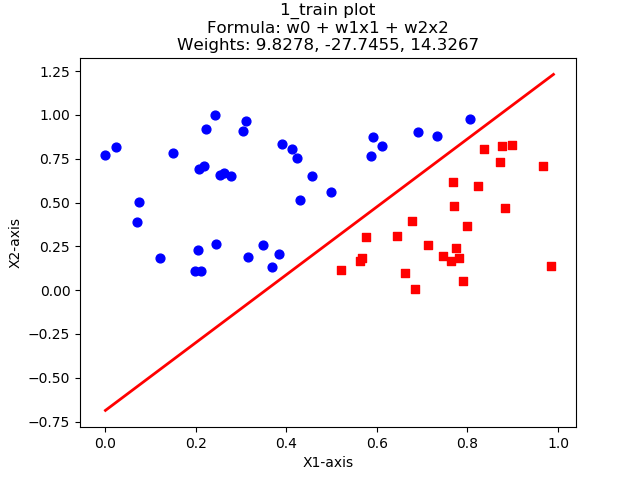 1_train plot
Formula: w0 + w1x1 + w2x2
Weights: 9.8278, -27.7455, 14.3267
1.25
1.00
0.75
0.50
0.25
0.00
−0.25
−0.50
−0.75
X2-axis
0.0 0.2 0.4 0.6 0.8 1.0
X1-axis